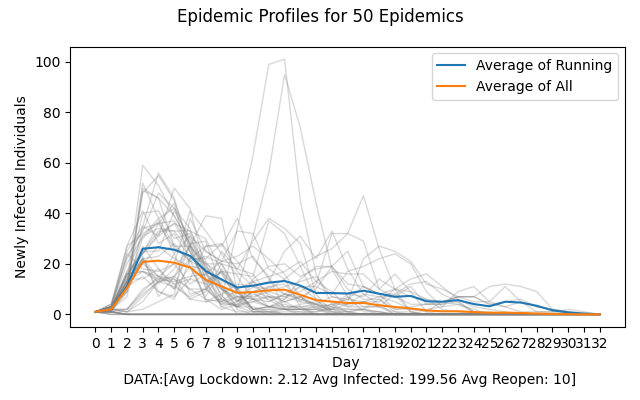 Epidemic Profiles for 50 Epidemics
Newly Infected Individuals
100
80
60
40
20
0
Average of Running
Average of All
0 1 2 3 4 5 6 7 8 9 10 11 12 13 14 15 16 17 18 19 20 21 22 23 24 25 26 27 28 29 30 31 32
Day
DATA:[Avg Lockdown: 2.12 Avg Infected: 199.56 Avg Reopen: 10]